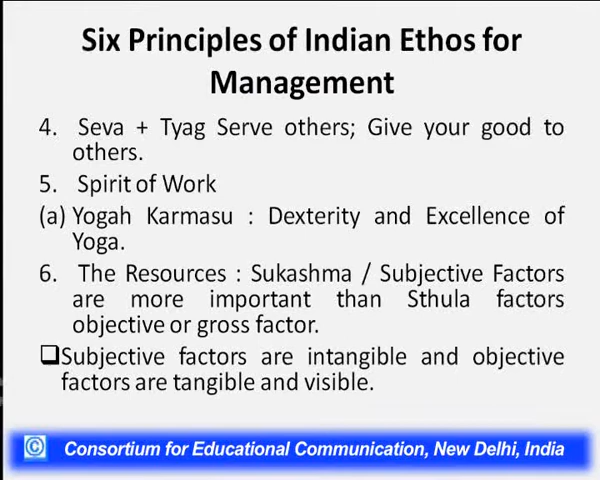 Six Principles of Indian Ethos for
Management
4. Seva + Tyag Serve others; Give your good to
others.
5. Spirit of Work
(a) Yogah Karmasu : Dexterity and Excellence of
Yoga.
6. The Resources : Sukashma / Subjective Factors
are more important than Sthula factors
objective or gross factor.
❑Subjective factors are intangible and objective
factors are tangible and visible.
© Consortium for Educational Communication, New Delhi, India